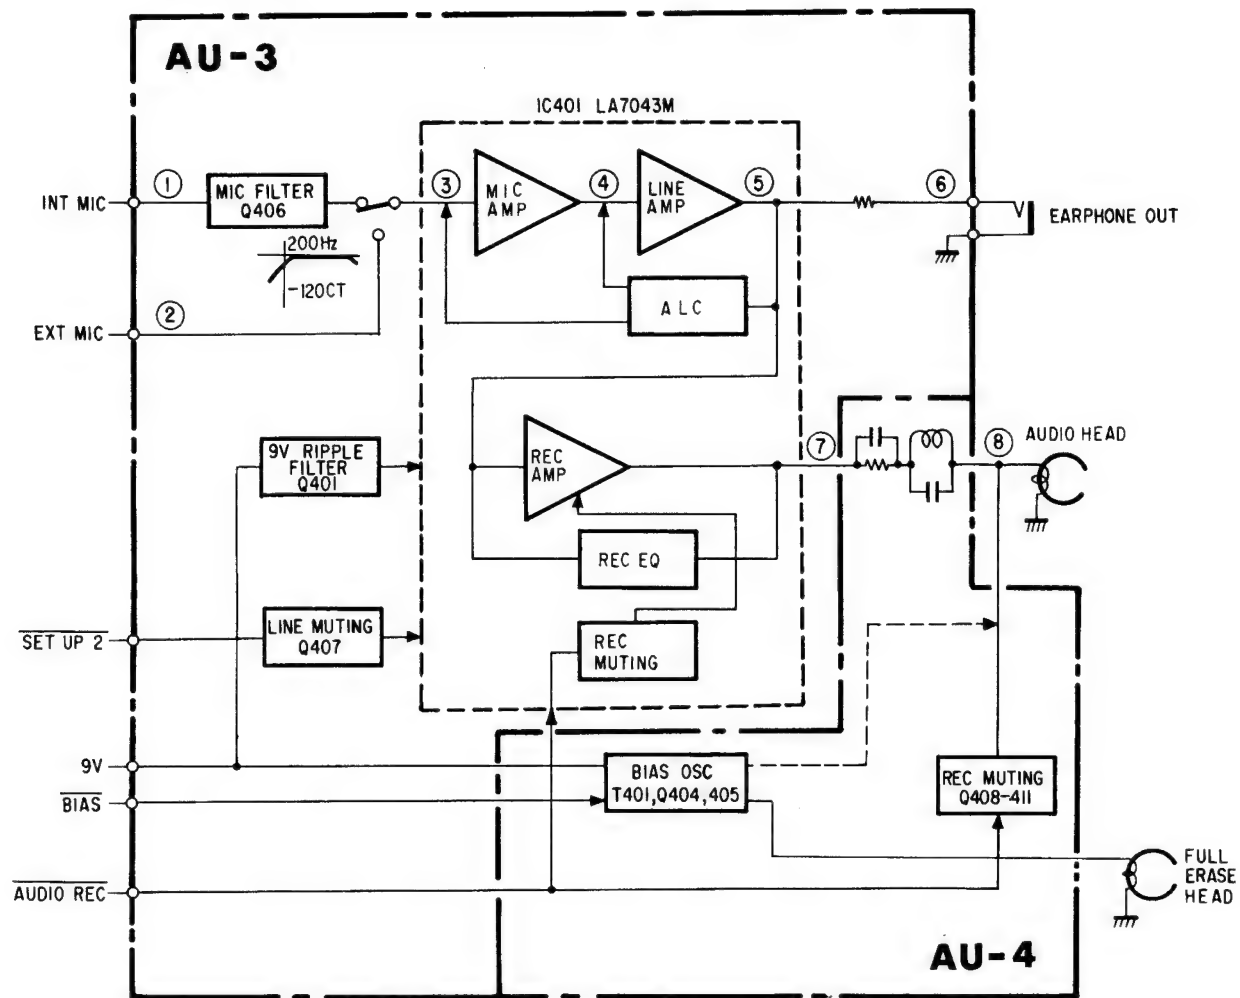 AU-3
IC401 LA7043M
INT MIC
1
MIC FILTER
Q406
3
MIC
AMP
4
LINE
AMP
5
6
EARPHONE OUT
200Hz
-120CT
ALC
EXT MIC
2
9V RIPPLE
FILTER
Q401
REC
AMP
7
8
AUDIO HEAD
REC EQ
SET UP 2
LINE MUTING
Q407
REC
MUTING
9V
BIAS
BIAS OSC
T401,Q404,405
REC MUTING
Q408-411
AUDIO REC
FULL
ERASE
HEAD
AU-4